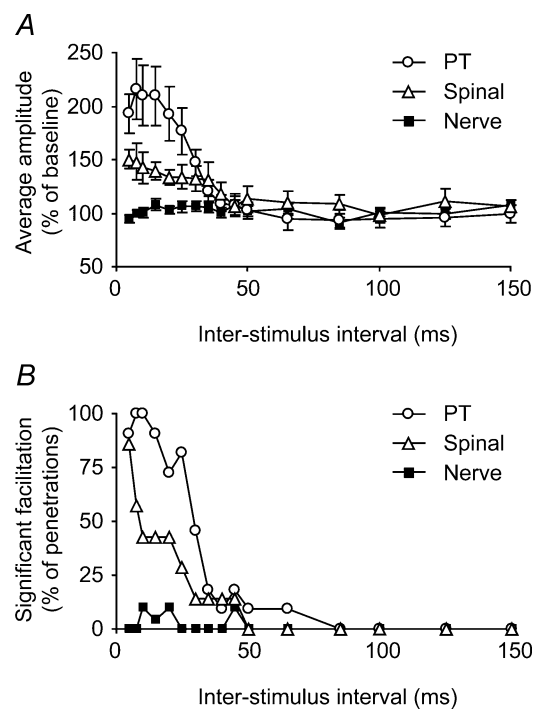 A
250
200
150
100
50
Average amplitude
(% of baseline)
PT
Spinal
Nerve
0
50
100
150
Inter-stimulus interval (ms)
B
100
75
50
25
0
Significant facilitation
(% of penetrations)
PT
Spinal
Nerve
0
50
100
150
Inter-stimulus interval (ms)